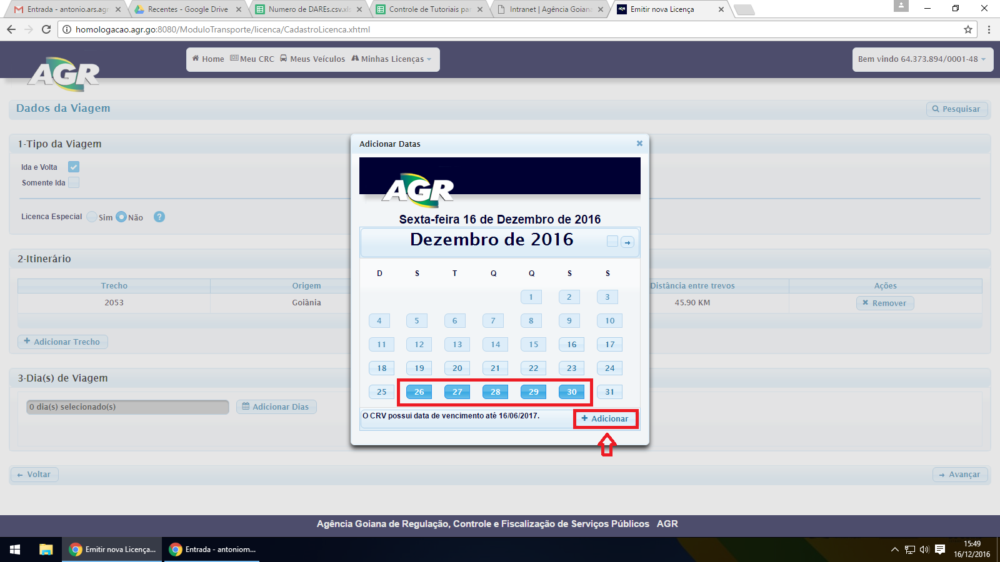 Entrada - antonio.ars.agr
Recentes - Google Drive
Numero de DAREs.csv.xls
Controle de Tutoriais par
Intranet | Agência Goiana
AGR
Emitir nova Licença
homologacao.agr.go:8080/ModuloTransporte/licenca/CadastroLicenca.xhtml
AGR
Home Meu CRC Meus Veículos Minhas Licenças
Bem vindo 64.373.894/0001-48
Dados da Viagem
Pesquisar
1-Tipo da Viagem
Ida e Volta
Somente Ida
Licenca Especial Sim Não ?
2-Itinerário
Trecho Origem Distância entre trevos Ações
2053 Goiânia 45.90 KM Remover
Adicionar Trecho
3-Dia(s) de Viagem
0 dia(s) selecionado(s) Adicionar Dias
Voltar
Avançar
Adicionar Datas
AGR
Sexta-feira 16 de Dezembro de 2016
Dezembro de 2016
D S T Q Q S S
1 2 3
4 5 6 7 8 9 10
11 12 13 14 15 16 17
18 19 20 21 22 23 24
25 26 27 28 29 30 31
O CRV possui data de vencimento até 16/06/2017.
Adicionar
Agência Goiana de Regulação, Controle e Fiscalização de Serviços Públicos AGR
Emitir nova Licença...
Entrada - antoniom...
15:49
16/12/2016